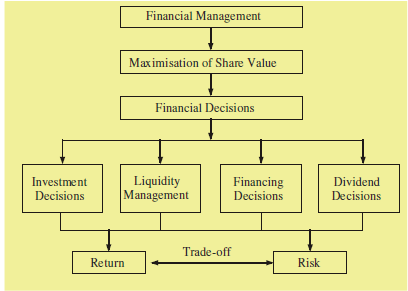 Financial Management
Maximisation of Share Value
Financial Decisions
Investment
Decisions
Liquidity
Management
Financing
Decisions
Dividend
Decisions
Return
Trade-off
Risk